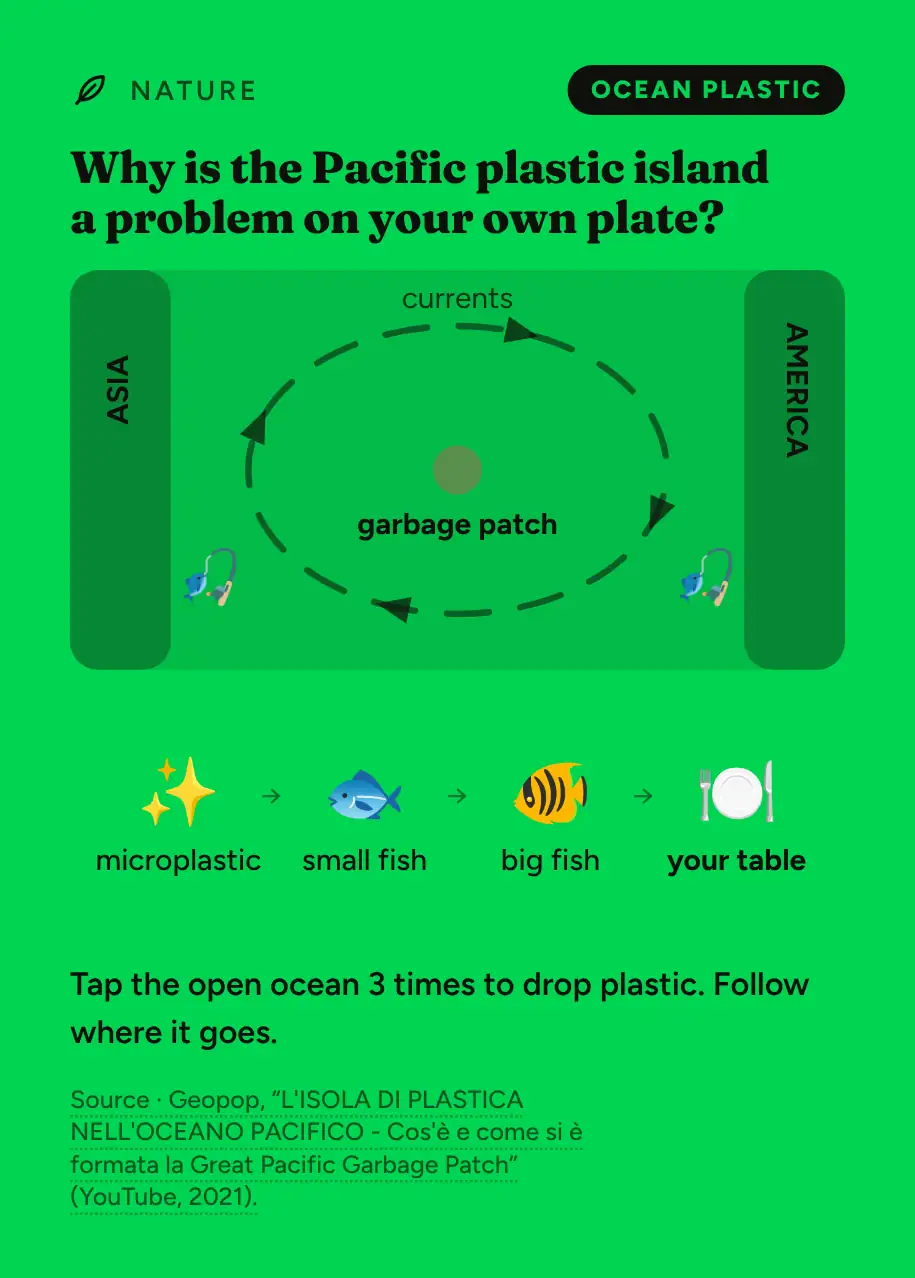 NATURE
OCEAN PLASTIC
Why is the Pacific plastic island
a problem on your own plate?
currents
ASIA
AMERICA
garbage patch
microplastic
small fish
big fish
your table
Tap the open ocean 3 times to drop plastic. Follow
where it goes.
Source · Geopop, “L'ISOLA DI PLASTICA
NELL'OCEANO PACIFICO - Cos'è e come si è
formata la Great Pacific Garbage Patch”
(YouTube, 2021).